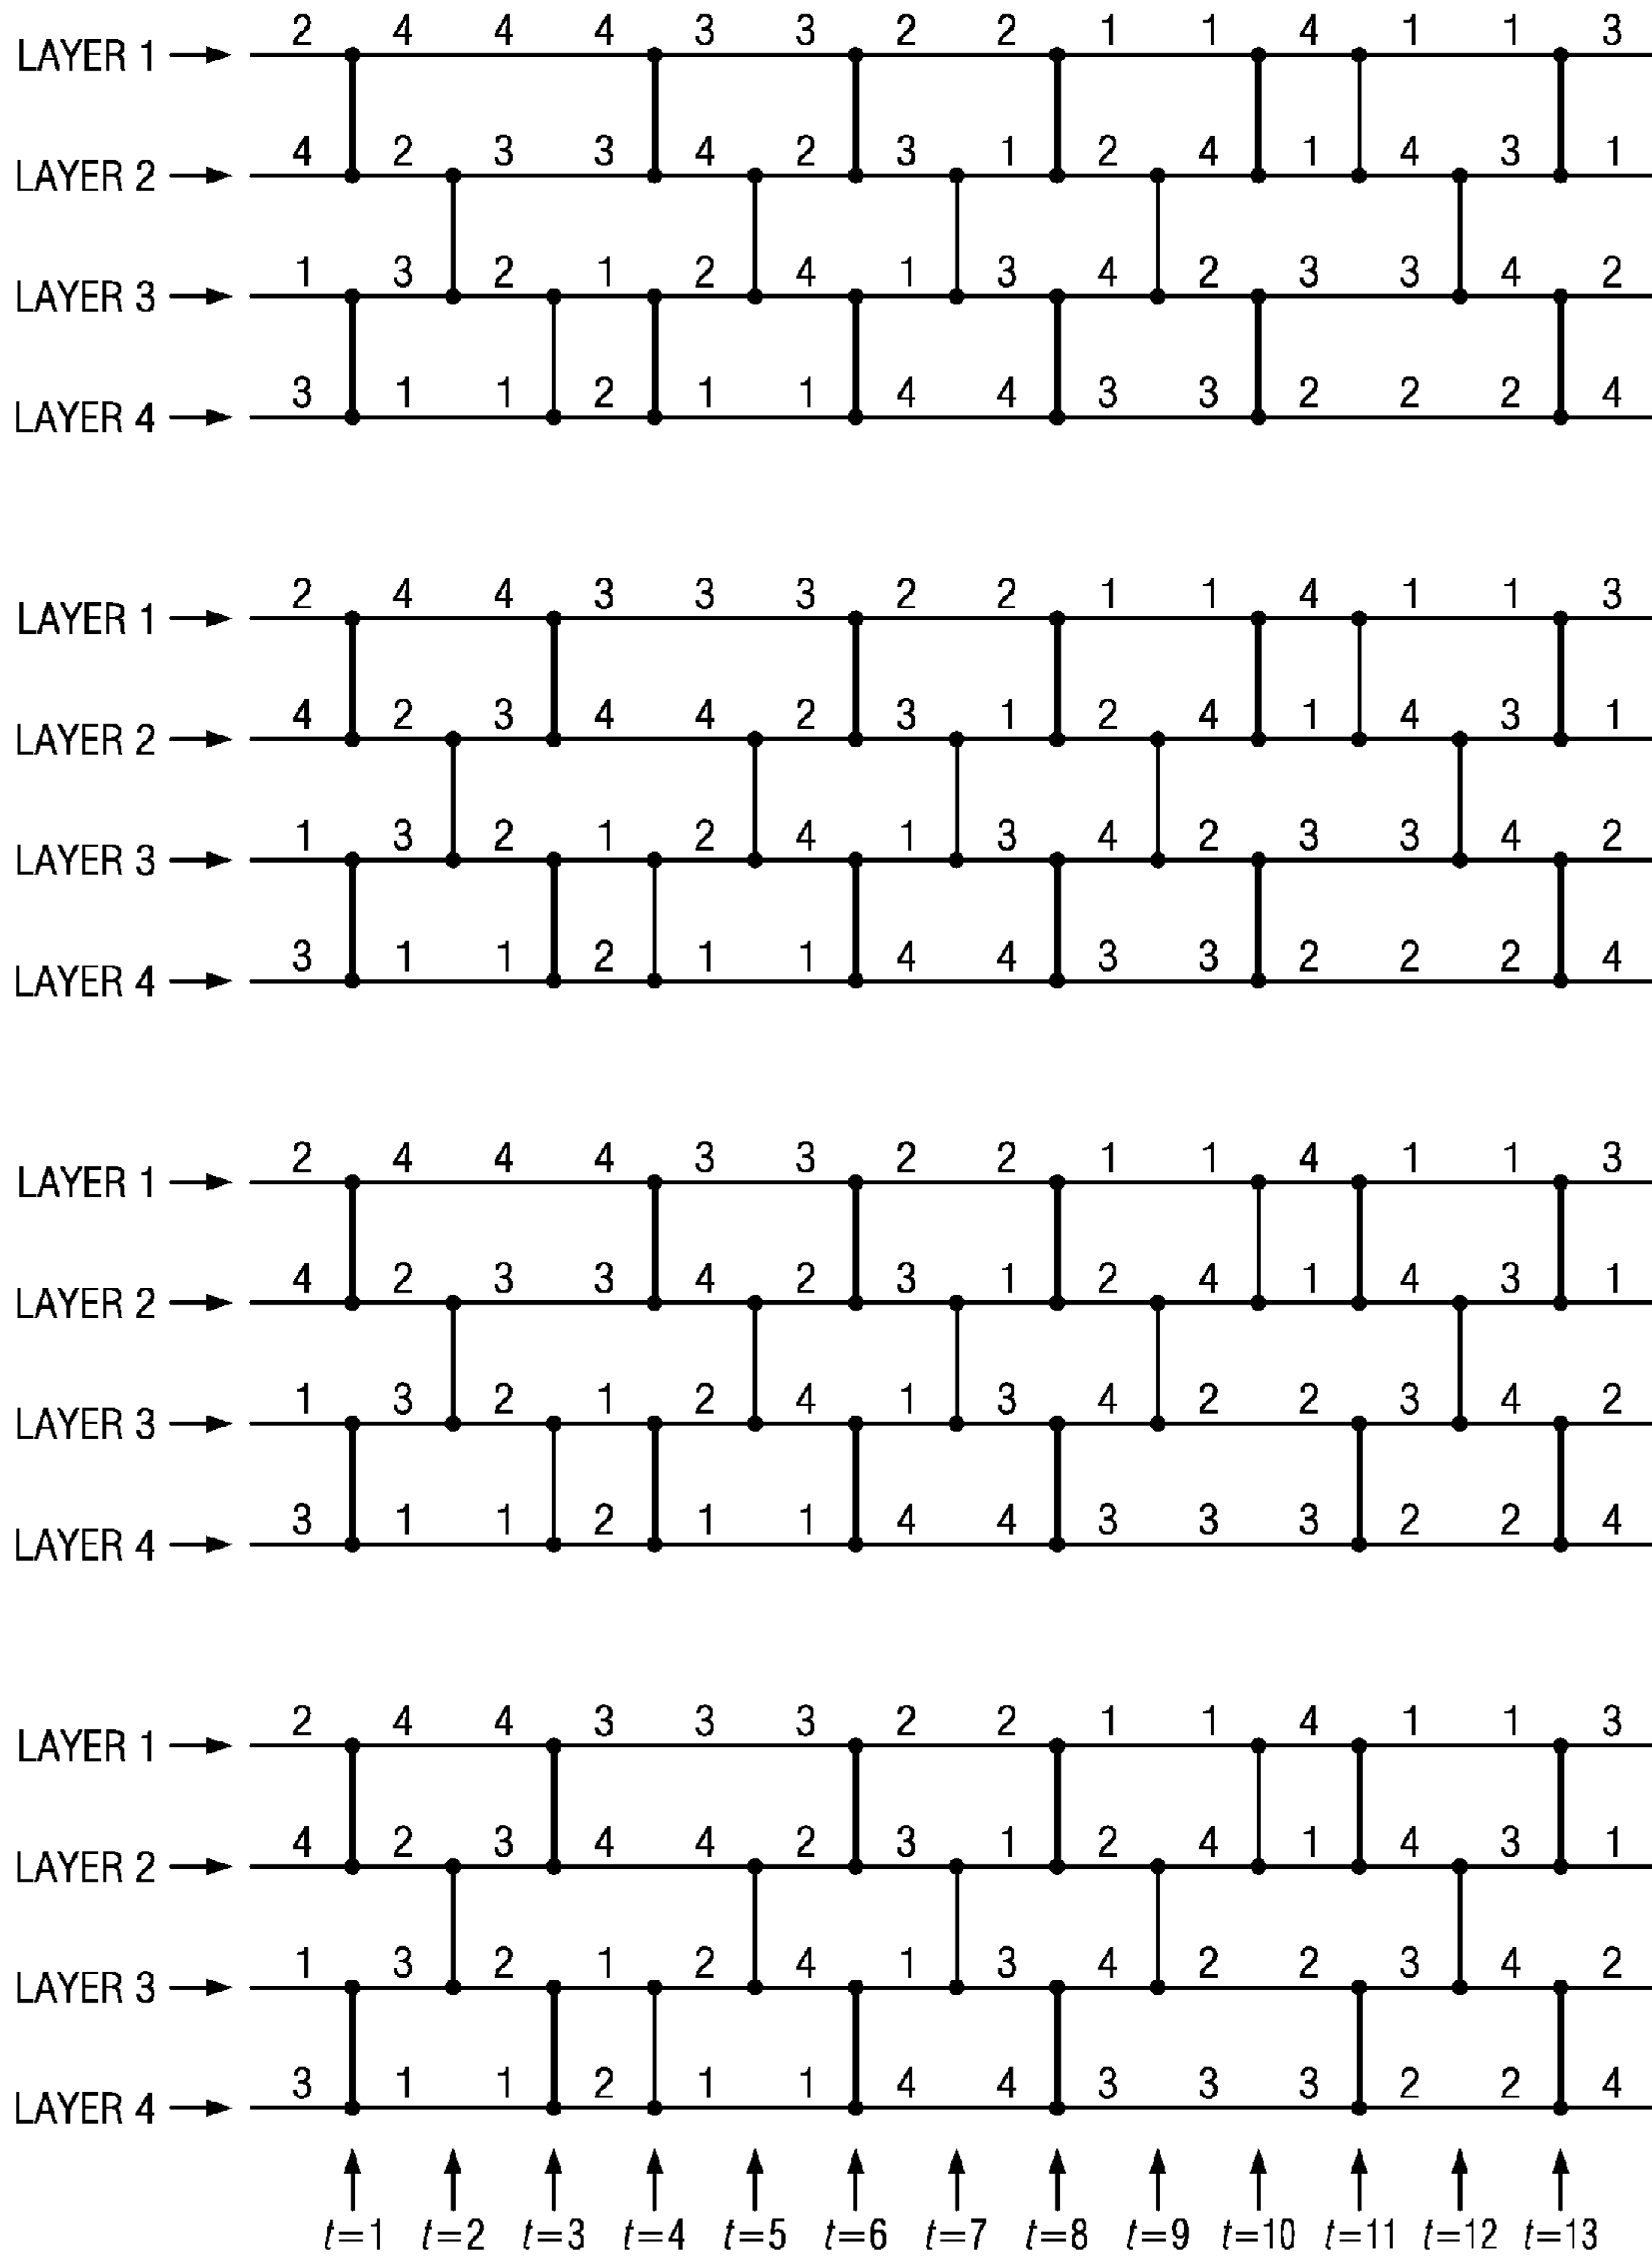 2 4 4 4 3 3 2 2 1 1 4 1 1 3
LAYER 1
4 2 3 3 4 2 3 1 2 4 1 4 3 1
LAYER 2
1 3 2 1 2 4 1 3 4 2 3 3 4 2
LAYER 3
3 1 1 2 1 1 4 4 3 3 2 2 2 4
LAYER 4
2 4 4 3 3 3 2 2 1 1 4 1 1 3
LAYER 1
4 2 3 4 4 2 3 1 2 4 1 4 3 1
LAYER 2
1 3 2 1 2 4 1 3 4 2 3 3 4 2
LAYER 3
3 1 1 2 1 1 4 4 3 3 2 2 2 4
LAYER 4
2 4 4 4 3 3 2 2 1 1 4 1 1 3
LAYER 1
4 2 3 3 4 2 3 1 2 4 1 4 3 1
LAYER 2
1 3 2 1 2 4 1 3 4 2 2 3 4 2
LAYER 3
3 1 1 2 1 1 4 4 3 3 3 2 2 4
LAYER 4
2 4 4 3 3 3 2 2 1 1 4 1 1 3
LAYER 1
4 2 3 4 4 2 3 1 2 4 1 4 3 1
LAYER 2
1 3 2 1 2 4 1 3 4 2 2 3 4 2
LAYER 3
3 1 1 2 1 1 4 4 3 3 3 2 2 4
LAYER 4
t=1 t=2 t=3 t=4 t=5 t=6 t=7 t=8 t=9 t=10 t=11 t=12 t=13